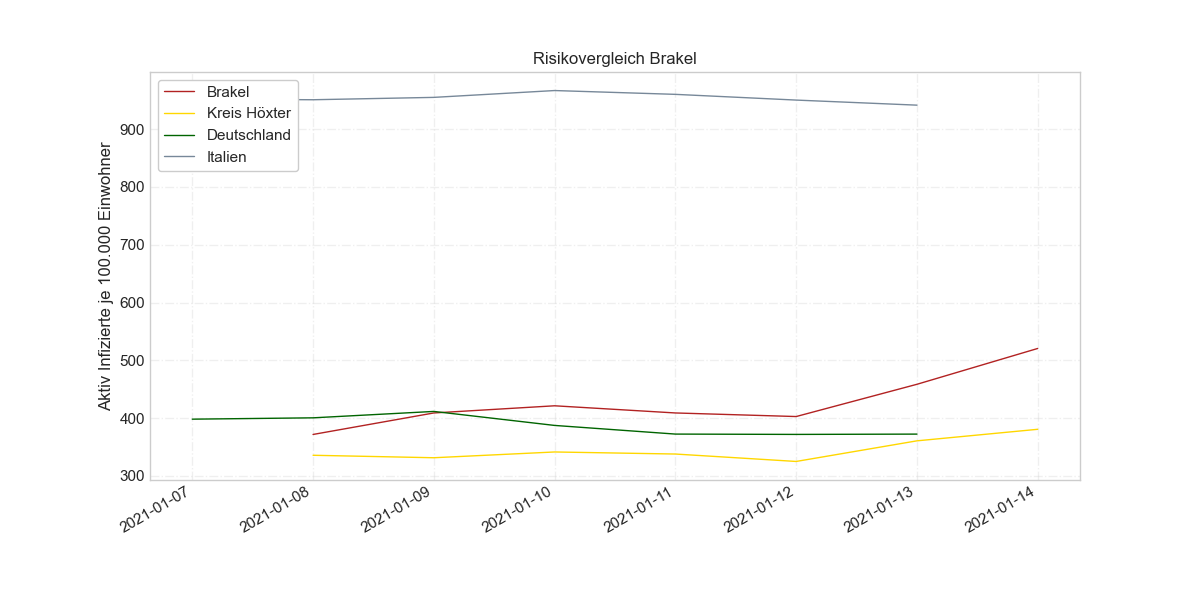 Risikovergleich Brakel
Brakel
Kreis Höxter
Deutschland
Italien
Aktiv Infizierte je 100.000 Einwohner
900
800
700
600
500
400
300
2021-01-07
2021-01-08
2021-01-09
2021-01-10
2021-01-11
2021-01-12
2021-01-13
2021-01-14